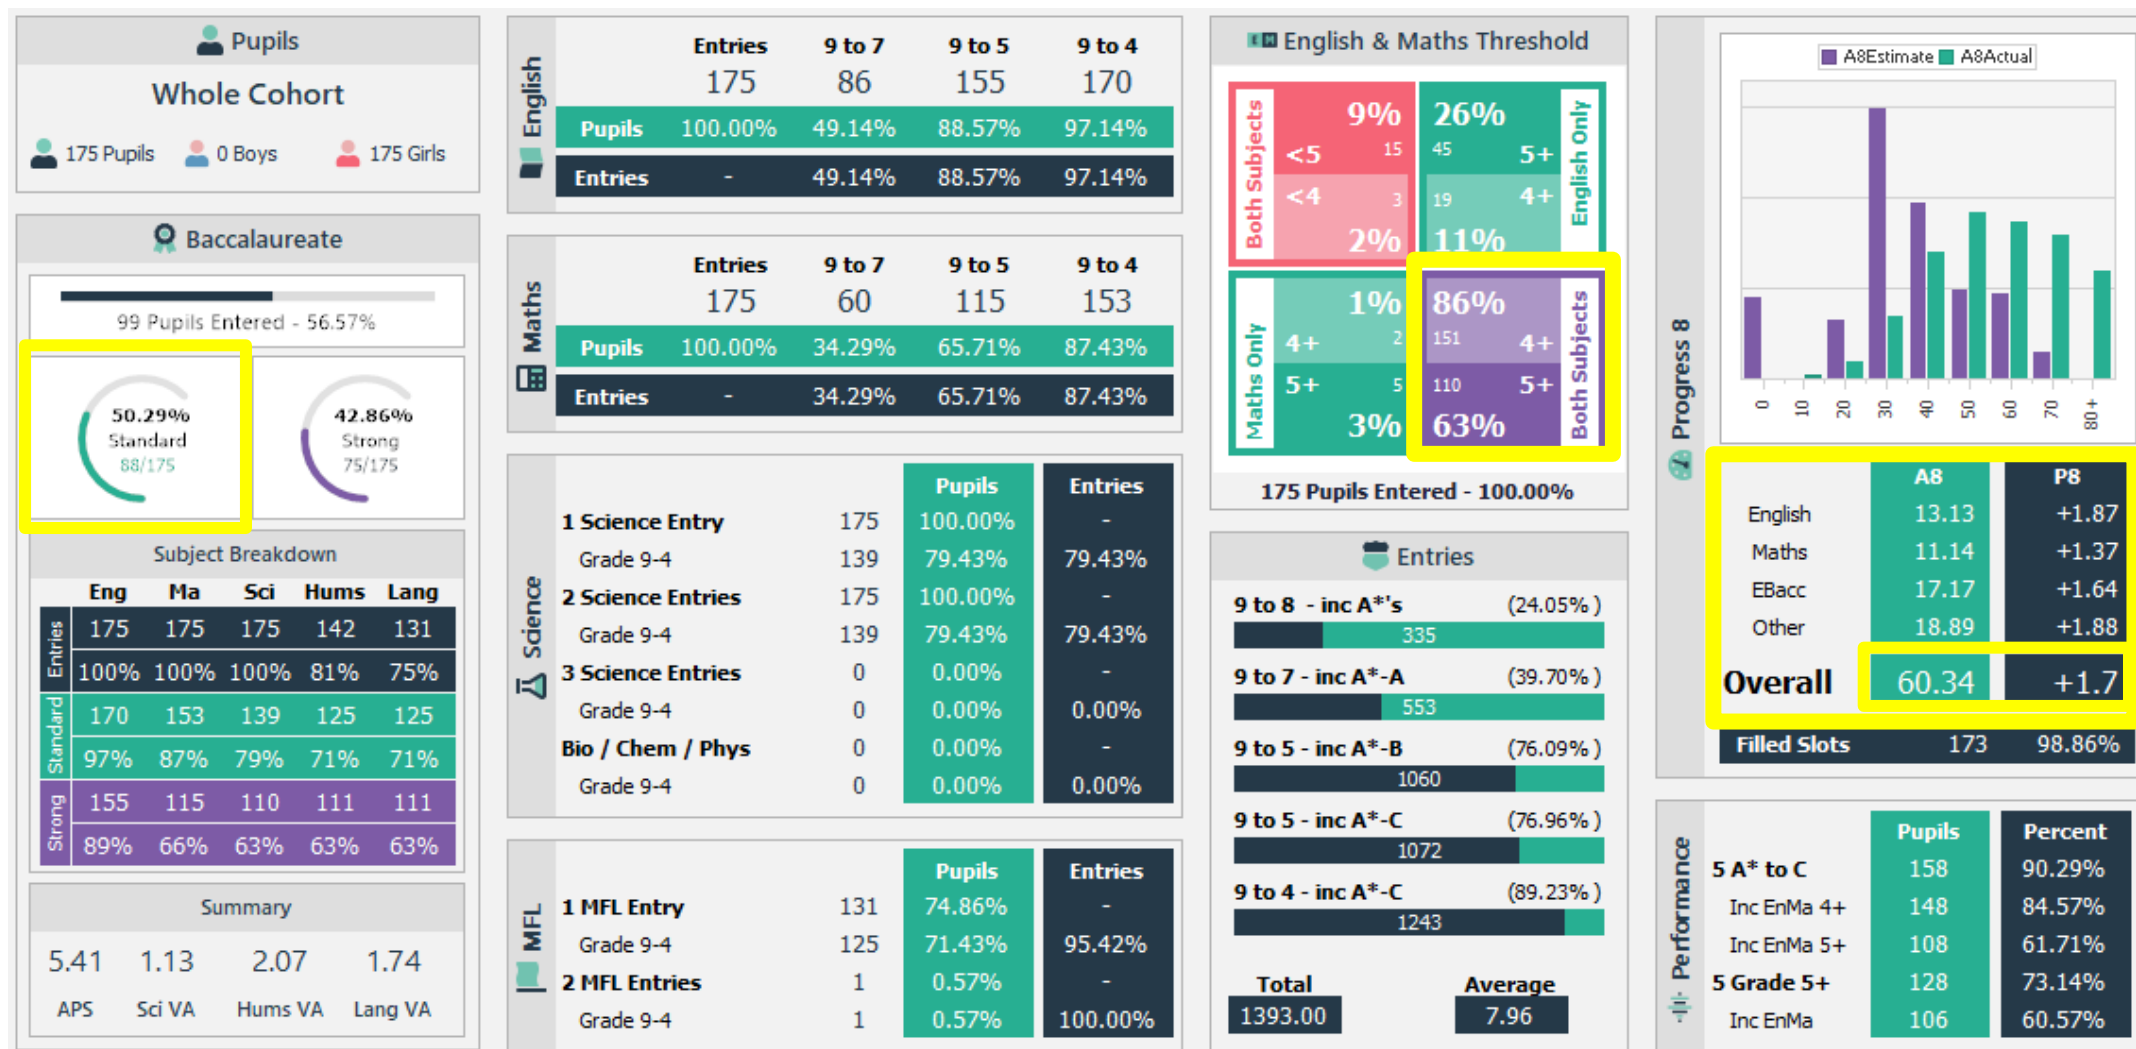 Pupils
Whole Cohort
175 Pupils 0 Boys 175 Girls
Baccalaureate
99 Pupils Entered - 56.57%
50.29%
Standard
88/175
42.86%
Strong
75/175
Subject Breakdown
Eng Ma Sci Hums Lang
Entries
175 175 175 142 131
100% 100% 100% 81% 75%
Standard
170 153 139 125 125
97% 87% 79% 71% 71%
Strong
155 115 110 111 111
89% 66% 63% 63% 63%
Summary
5.41 1.13 2.07 1.74
APS Sci VA Hums VA Lang VA
English
Entries 9 to 7 9 to 5 9 to 4
175 86 155 170
Pupils 100.00% 49.14% 88.57% 97.14%
Entries - 49.14% 88.57% 97.14%
Maths
Entries 9 to 7 9 to 5 9 to 4
175 60 115 153
Pupils 100.00% 34.29% 65.71% 87.43%
Entries - 34.29% 65.71% 87.43%
Science
Pupils Entries
1 Science Entry 175 100.00% -
Grade 9-4 139 79.43% 79.43%
2 Science Entries 175 100.00% -
Grade 9-4 139 79.43% 79.43%
3 Science Entries 0 0.00% -
Grade 9-4 0 0.00% 0.00%
Bio / Chem / Phys 0 0.00% -
Grade 9-4 0 0.00% 0.00%
MFL
Pupils Entries
1 MFL Entry 131 74.86% -
Grade 9-4 125 71.43% 95.42%
2 MFL Entries 1 0.57% -
Grade 9-4 1 0.57% 100.00%
E M English & Maths Threshold
Both Subjects
9%
<5 15
<4 3
2%
English Only
26%
45 5+
19 4+
11%
Maths Only
1%
4+ 2
5+ 5
3%
Both Subjects
86%
151 4+
110 5+
63%
175 Pupils Entered - 100.00%
Entries
9 to 8 - inc A*'s (24.05%)
335
9 to 7 - inc A*-A (39.70%)
553
9 to 5 - inc A*-B (76.09%)
1060
9 to 5 - inc A*-C (76.96%)
1072
9 to 4 - inc A*-C (89.23%)
1243
Total Average
1393.00 7.96
Progress 8
A8Estimate A8Actual
0 10 20 30 40 50 60 70 80+
A8 P8
English 13.13 +1.87
Maths 11.14 +1.37
EBacc 17.17 +1.64
Other 18.89 +1.88
Overall 60.34 +1.7
Filled Slots 173 98.86%
Performance
Pupils Percent
5 A* to C 158 90.29%
Inc EnMa 4+ 148 84.57%
Inc EnMa 5+ 108 61.71%
5 Grade 5+ 128 73.14%
Inc EnMa 106 60.57%